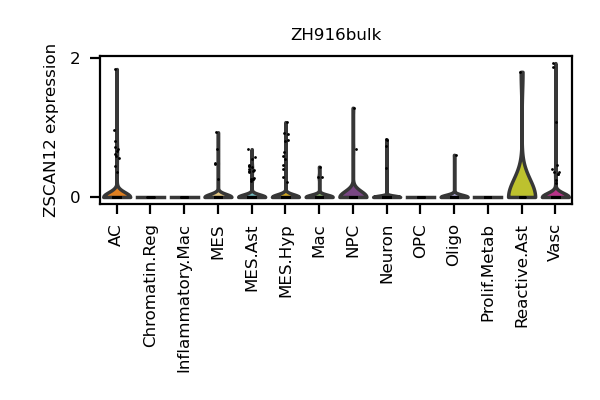 ZH916bulk
ZSCAN12 expression
2
0
AC
Chromatin.Reg
Inflammatory.Mac
MES
MES.Ast
MES.Hyp
Mac
NPC
Neuron
OPC
Oligo
Prolif.Metab
Reactive.Ast
Vasc